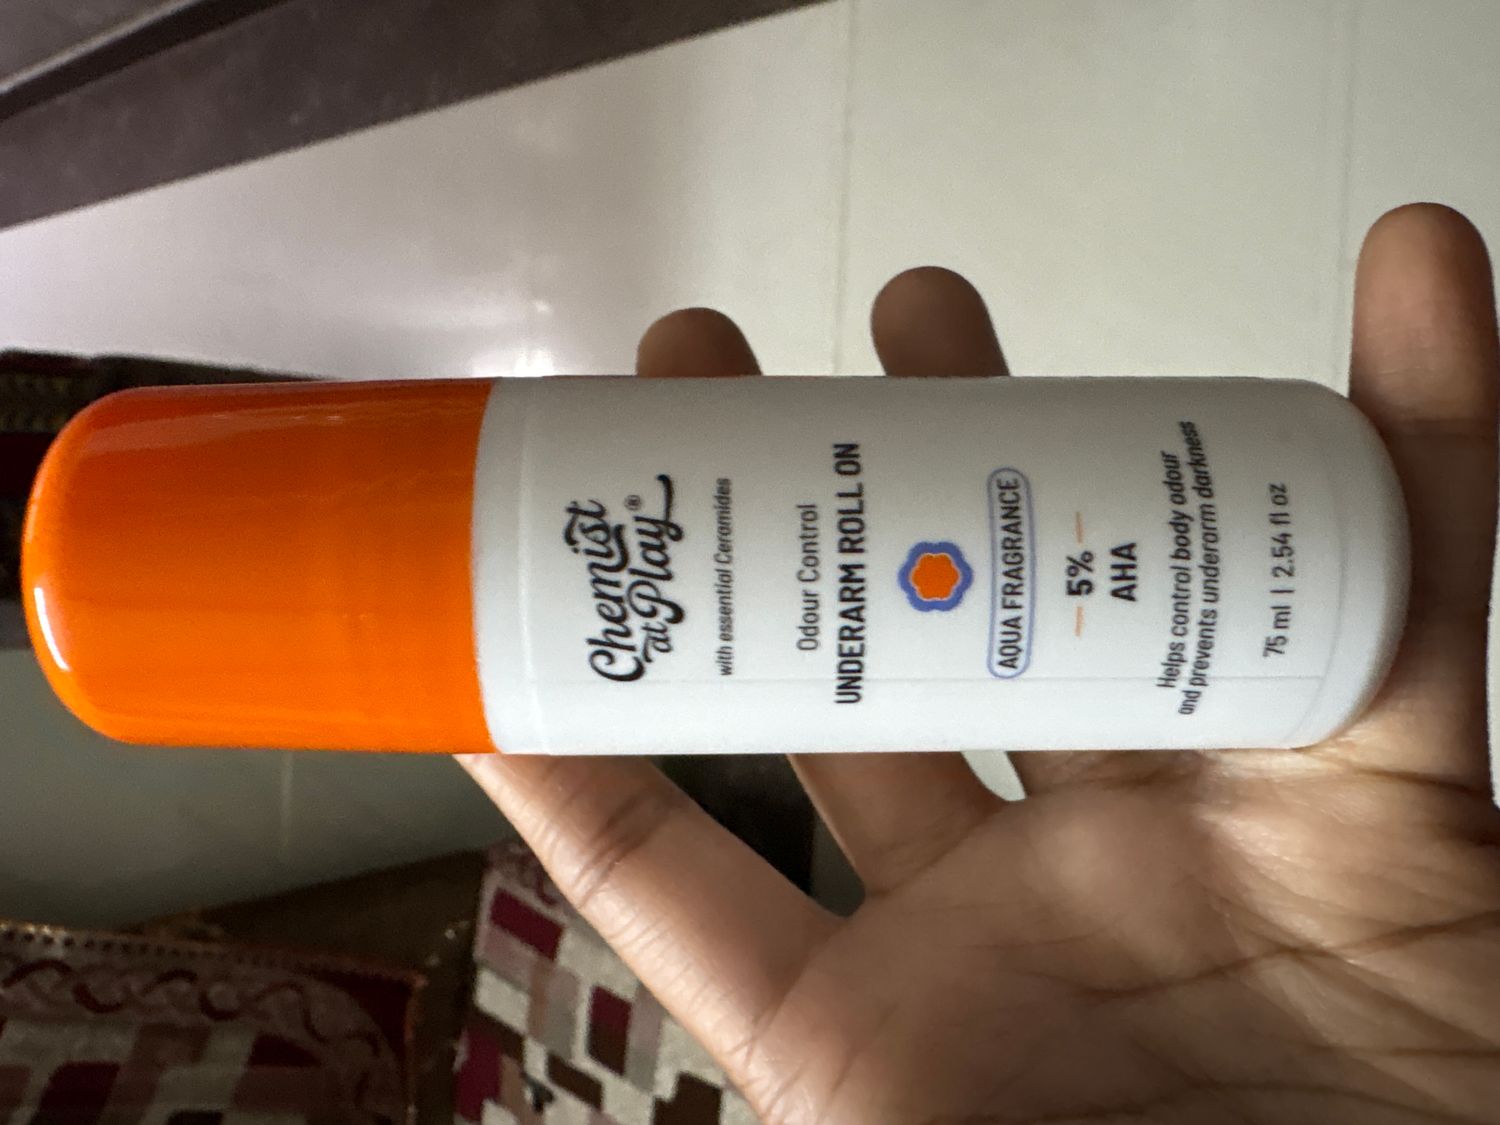 Chemist
at Play®
with essential Ceramides
Odour Control
UNDERARM ROLL ON
AQUA FRAGRANCE
5%
AHA
Helps control body odour
and prevents underarm darkness
75 ml | 2.54 fl oz